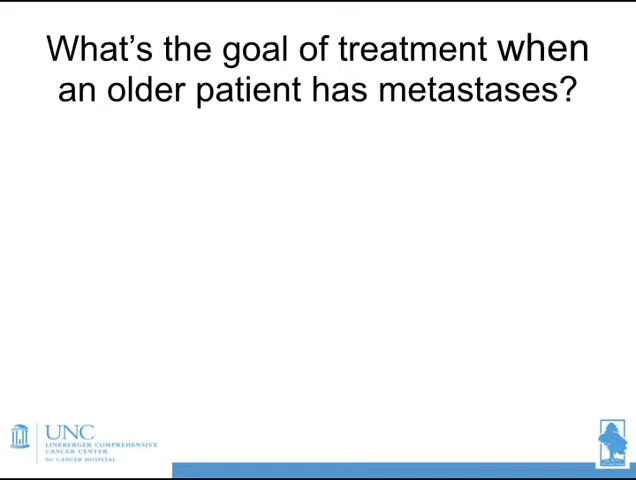 What's the goal of treatment when
an older patient has metastases?
UNC
LINEBERGER COMPREHENSIVE
CANCER CENTER
NC CANCER HOSPITAL